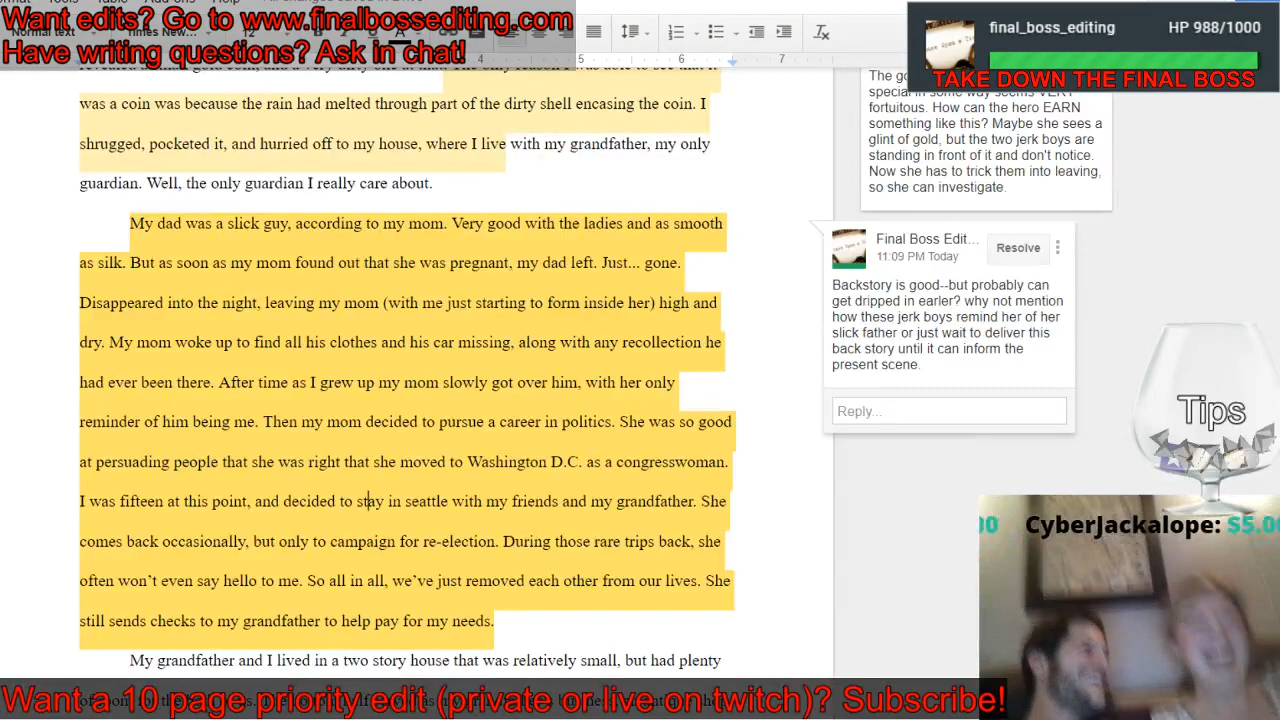 Want edits? Go to www.finalbossediting.com
Have writing questions? Ask in chat!
final_boss_editing HP 988/1000
TAKE DOWN THE FINAL BOSS
was a coin was because the rain had melted through part of the dirty shell encasing the coin. I
shrugged, pocketed it, and hurried off to my house, where I live with my grandfather, my only
guardian. Well, the only guardian I really care about.
My dad was a slick guy, according to my mom. Very good with the ladies and as smooth
as silk. But as soon as my mom found out that she was pregnant, my dad left. Just... gone.
Disappeared into the night, leaving my mom (with me just starting to form inside her) high and
dry. My mom woke up to find all his clothes and his car missing, along with any recollection he
had ever been there. After time as I grew up my mom slowly got over him, with her only
reminder of him being me. Then my mom decided to pursue a career in politics. She was so good
at persuading people that she was right that she moved to Washington D.C. as a congresswoman.
I was fifteen at this point, and decided to stay in seattle with my friends and my grandfather. She
comes back occasionally, but only to campaign for re-election. During those rare trips back, she
often won't even say hello to me. So all in all, we've just removed each other from our lives. She
still sends checks to my grandfather to help pay for my needs.
My grandfather and I lived in a two story house that was relatively small, but had plenty
special in some way seems VERY
fortuitous. How can the hero EARN
something like this? Maybe she sees a
glint of gold, but the two jerk boys are
standing in front of it and don't notice.
Now she has to trick them into leaving,
so she can investigate.
Final Boss Edit...
Resolve
11:09 PM Today
Backstory is good--but probably can
get dripped in earler? why not mention
how these jerk boys remind her of her
slick father or just wait to deliver this
back story until it can inform the
present scene.
Reply...
Tips
CyberJackalope: $5.0
Want a 10 page priority edit (private or live on twitch)? Subscribe!